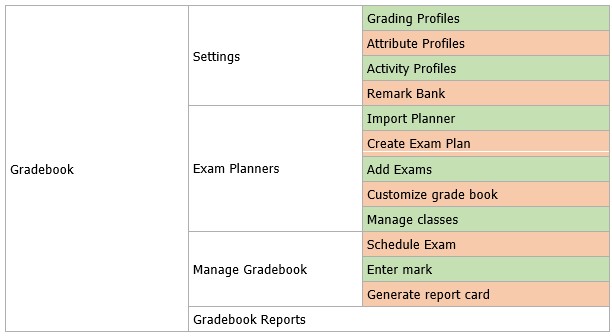 Gradebook
Settings
Grading Profiles
Attribute Profiles
Activity Profiles
Remark Bank
Exam Planners
Import Planner
Create Exam Plan
Add Exams
Customize grade book
Manage classes
Manage Gradebook
Schedule Exam
Enter mark
Generate report card
Gradebook Reports